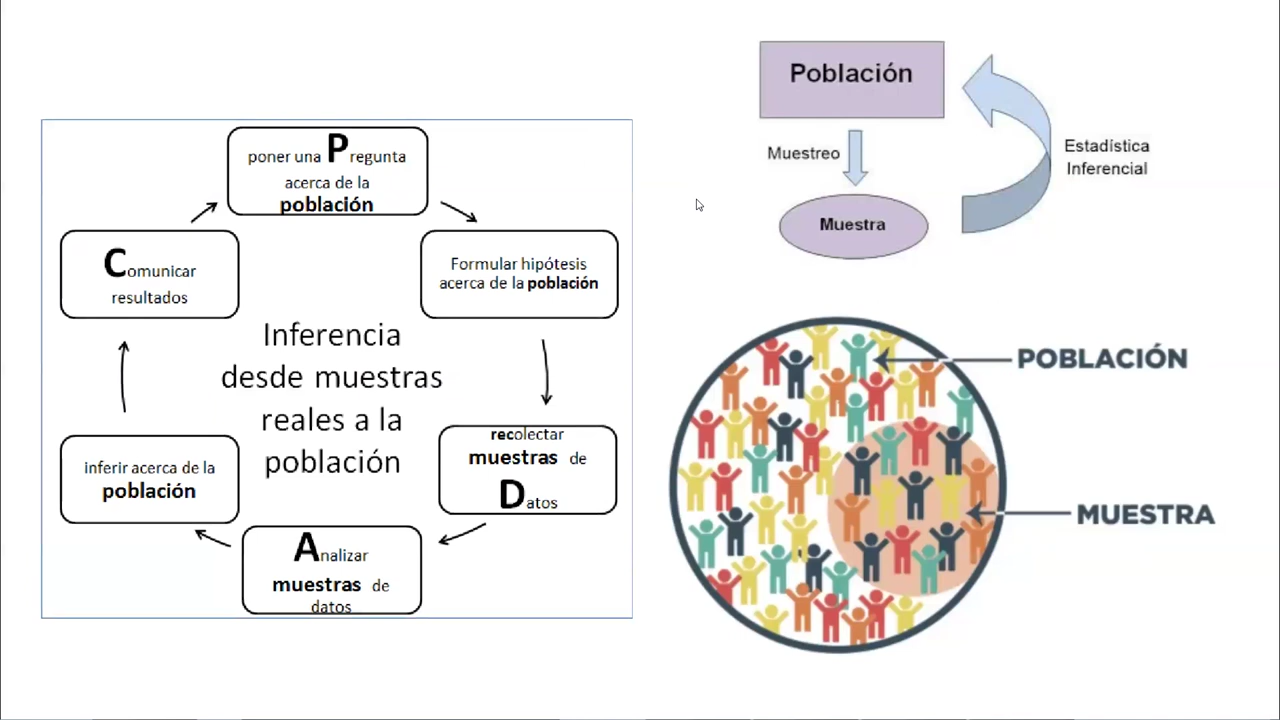 poner una Pregunta
acerca de la
población
Formular hipótesis
acerca de la población
recolectar
muestras de
Datos
Analizar
muestras de
datos
inferir acerca de la
población
Comunicar
resultados
Inferencia
desde muestras
reales a la
población
Población
Muestreo
Muestra
Estadística
Inferencial
POBLACIÓN
MUESTRA